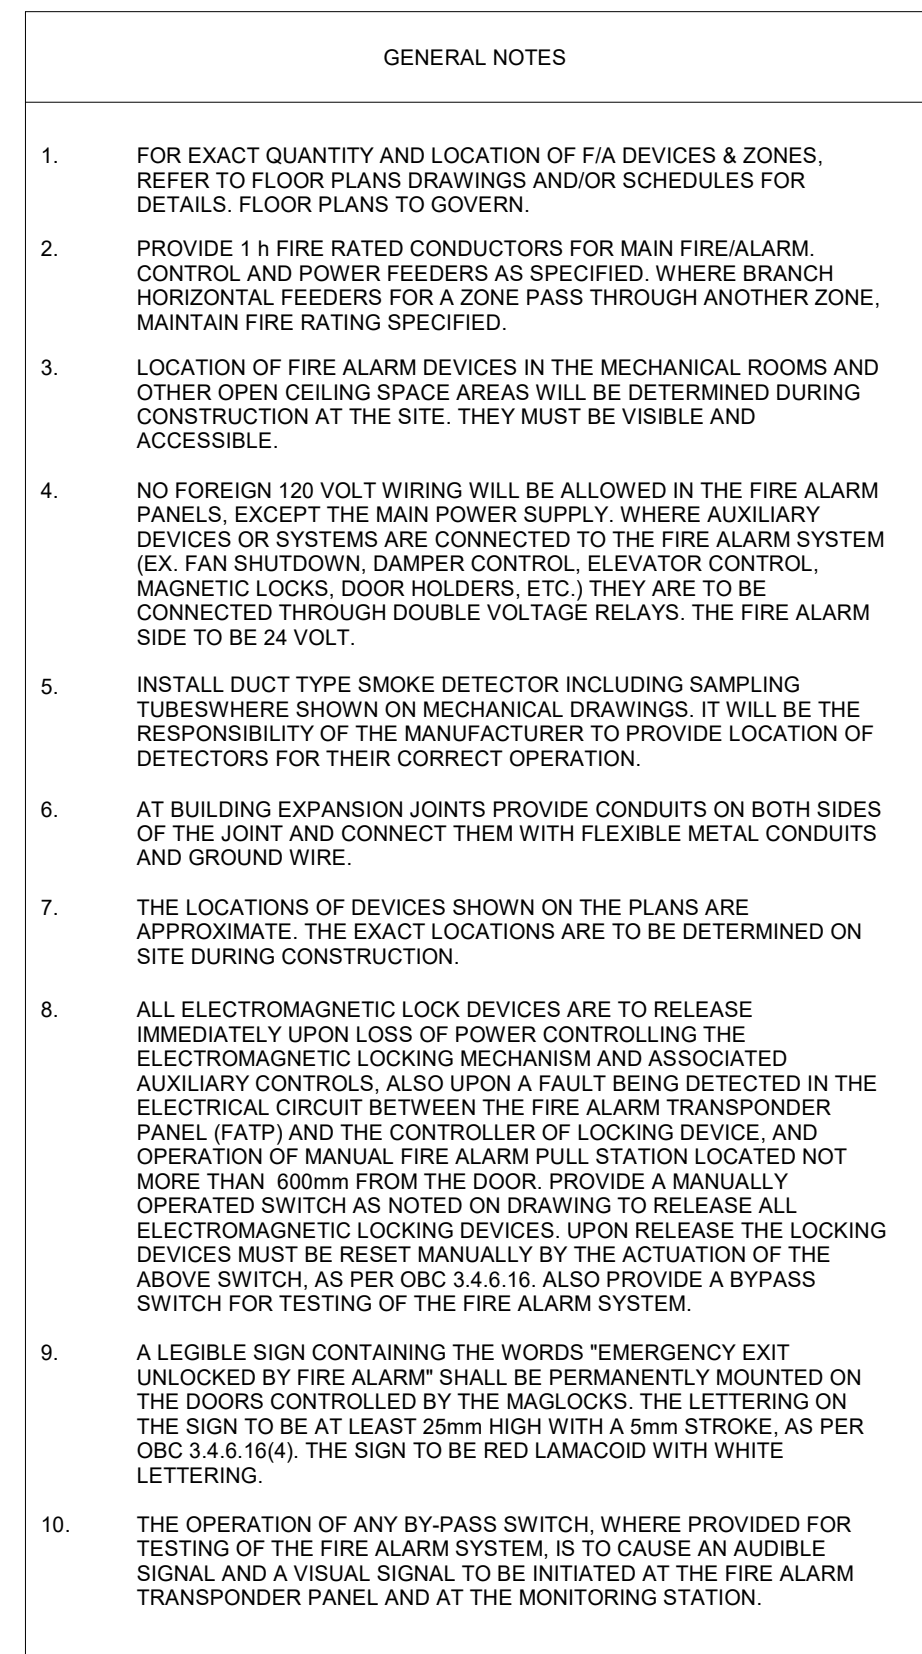 GENERAL NOTES
1. FOR EXACT QUANTITY AND LOCATION OF F/A DEVICES & ZONES,
REFER TO FLOOR PLANS DRAWINGS AND/OR SCHEDULES FOR
DETAILS. FLOOR PLANS TO GOVERN.
2. PROVIDE 1 h FIRE RATED CONDUCTORS FOR MAIN FIRE/ALARM.
CONTROL AND POWER FEEDERS AS SPECIFIED. WHERE BRANCH
HORIZONTAL FEEDERS FOR A ZONE PASS THROUGH ANOTHER ZONE,
MAINTAIN FIRE RATING SPECIFIED.
3. LOCATION OF FIRE ALARM DEVICES IN THE MECHANICAL ROOMS AND
OTHER OPEN CEILING SPACE AREAS WILL BE DETERMINED DURING
CONSTRUCTION AT THE SITE. THEY MUST BE VISIBLE AND
ACCESSIBLE.
4. NO FOREIGN 120 VOLT WIRING WILL BE ALLOWED IN THE FIRE ALARM
PANELS, EXCEPT THE MAIN POWER SUPPLY. WHERE AUXILIARY
DEVICES OR SYSTEMS ARE CONNECTED TO THE FIRE ALARM SYSTEM
(EX. FAN SHUTDOWN, DAMPER CONTROL, ELEVATOR CONTROL,
MAGNETIC LOCKS, DOOR HOLDERS, ETC.) THEY ARE TO BE
CONNECTED THROUGH DOUBLE VOLTAGE RELAYS. THE FIRE ALARM
SIDE TO BE 24 VOLT.
5. INSTALL DUCT TYPE SMOKE DETECTOR INCLUDING SAMPLING
TUBESWHERE SHOWN ON MECHANICAL DRAWINGS. IT WILL BE THE
RESPONSIBILITY OF THE MANUFACTURER TO PROVIDE LOCATION OF
DETECTORS FOR THEIR CORRECT OPERATION.
6. AT BUILDING EXPANSION JOINTS PROVIDE CONDUITS ON BOTH SIDES
OF THE JOINT AND CONNECT THEM WITH FLEXIBLE METAL CONDUITS
AND GROUND WIRE.
7. THE LOCATIONS OF DEVICES SHOWN ON THE PLANS ARE
APPROXIMATE. THE EXACT LOCATIONS ARE TO BE DETERMINED ON
SITE DURING CONSTRUCTION.
8. ALL ELECTROMAGNETIC LOCK DEVICES ARE TO RELEASE
IMMEDIATELY UPON LOSS OF POWER CONTROLLING THE
ELECTROMAGNETIC LOCKING MECHANISM AND ASSOCIATED
AUXILIARY CONTROLS, ALSO UPON A FAULT BEING DETECTED IN THE
ELECTRICAL CIRCUIT BETWEEN THE FIRE ALARM TRANSPONDER
PANEL (FATP) AND THE CONTROLLER OF LOCKING DEVICE, AND
OPERATION OF MANUAL FIRE ALARM PULL STATION LOCATED NOT
MORE THAN 600mm FROM THE DOOR. PROVIDE A MANUALLY
OPERATED SWITCH AS NOTED ON DRAWING TO RELEASE ALL
ELECTROMAGNETIC LOCKING DEVICES. UPON RELEASE THE LOCKING
DEVICES MUST BE RESET MANUALLY BY THE ACTUATION OF THE
ABOVE SWITCH, AS PER OBC 3.4.6.16. ALSO PROVIDE A BYPASS
SWITCH FOR TESTING OF THE FIRE ALARM SYSTEM.
9. A LEGIBLE SIGN CONTAINING THE WORDS "EMERGENCY EXIT
UNLOCKED BY FIRE ALARM" SHALL BE PERMANENTLY MOUNTED ON
THE DOORS CONTROLLED BY THE MAGLOCKS. THE LETTERING ON
THE SIGN TO BE AT LEAST 25mm HIGH WITH A 5mm STROKE, AS PER
OBC 3.4.6.16(4). THE SIGN TO BE RED LAMACOID WITH WHITE
LETTERING.
10. THE OPERATION OF ANY BY-PASS SWITCH, WHERE PROVIDED FOR
TESTING OF THE FIRE ALARM SYSTEM, IS TO CAUSE AN AUDIBLE
SIGNAL AND A VISUAL SIGNAL TO BE INITIATED AT THE FIRE ALARM
TRANSPONDER PANEL AND AT THE MONITORING STATION.